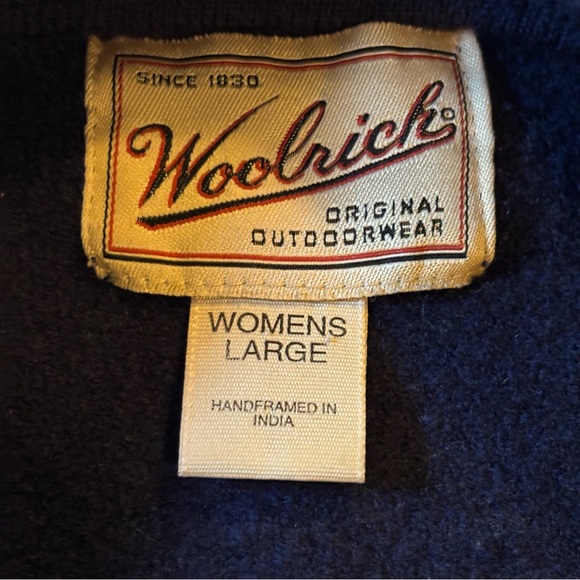 SINCE 1830
Woolrich®
ORIGINAL
OUTDOORWEAR
WOMENS
LARGE
HANDFRAMED IN
INDIA